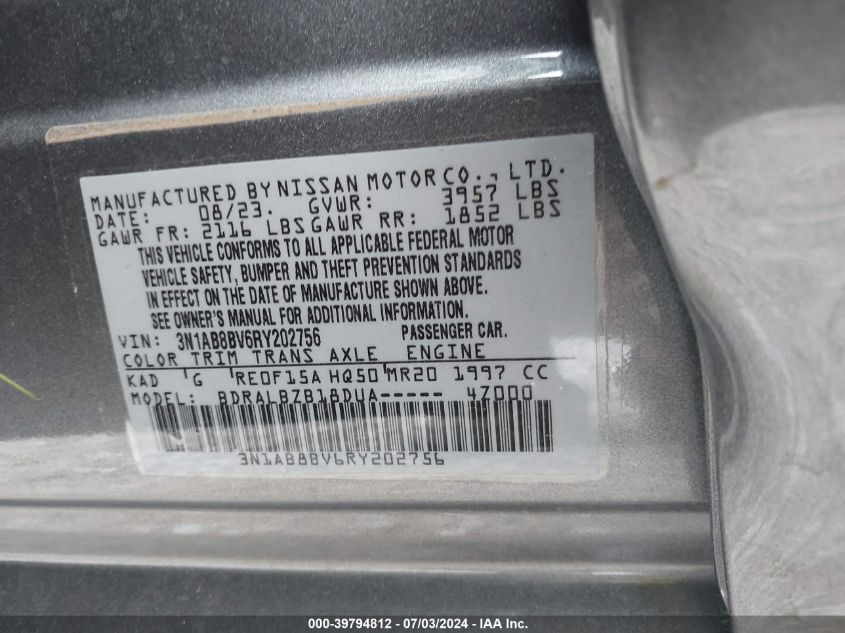 MANUFACTURED BY NISSAN MOTOR CO., LTD.
DATE: 08/23. GVWR: 3957 LBS
GAWR FR: 2116 LBS GAWR RR: 1852 LBS
THIS VEHICLE CONFORMS TO ALL APPLICABLE FEDERAL MOTOR
VEHICLE SAFETY, BUMPER AND THEFT PREVENTION STANDARDS
IN EFFECT ON THE DATE OF MANUFACTURE SHOWN ABOVE.
SEE OWNER'S MANUAL FOR ADDITIONAL INFORMATION.
VIN: 3N1AB8BV6RY202756 PASSENGER CAR.
COLOR TRIM TRANS AXLE ENGINE
KAD G RE0F15A HQ50 MR20 1997 CC
MODEL: BDRALBZB18DUA----- 4Z000
3N1AB8BV6RY202756
000-39794812 - 07/03/2024 - IAA Inc.